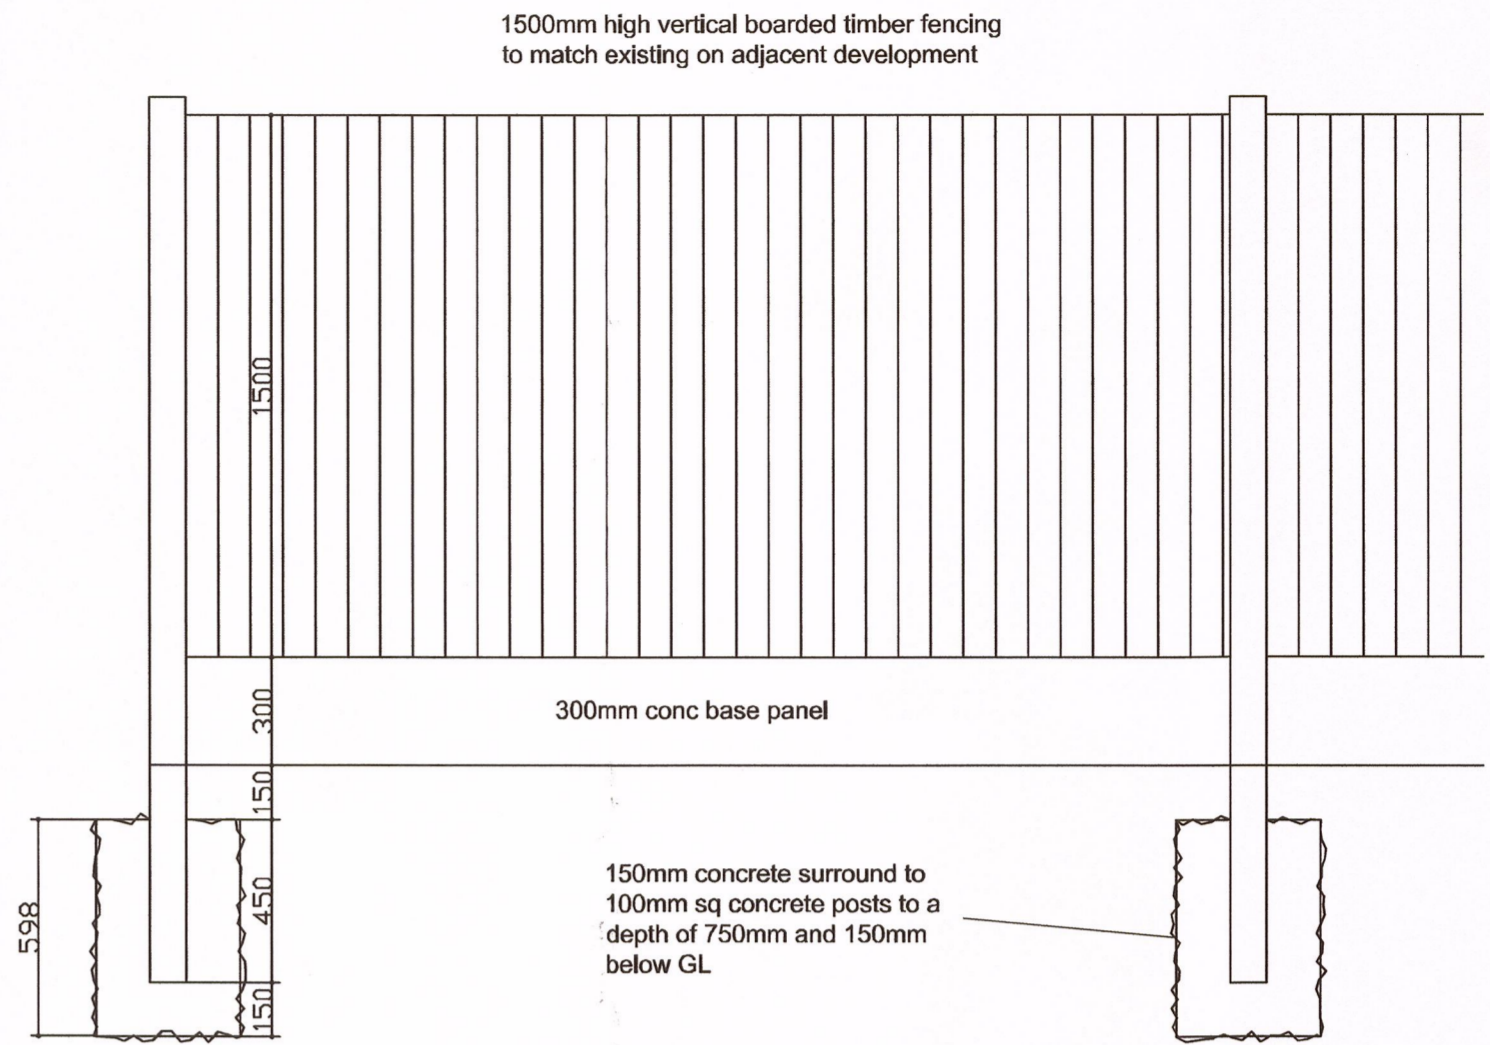 1500mm high vertical boarded timber fencing
to match existing on adjacent development
1500
300
300mm conc base panel
150
150mm concrete surround to
100mm sq concrete posts to a
depth of 750mm and 150mm
below GL
450
598
150